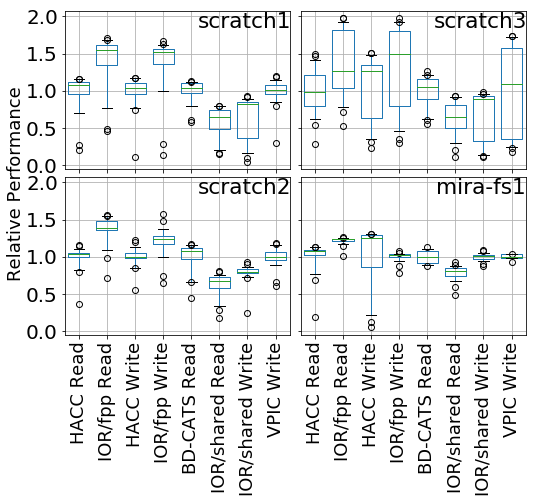 scratch1
scratch3
2.0
1.5
1.0
0.5
0.0
scratch2
mira-fs1
2.0
1.5
1.0
0.5
0.0
Relative Performance
HACC Read
IOR/fpp Read
HACC Write
IOR/fpp Write
BD-CATS Read
IOR/shared Read
IOR/shared Write
VPIC Write
HACC Read
IOR/fpp Read
HACC Write
IOR/fpp Write
BD-CATS Read
IOR/shared Read
IOR/shared Write
VPIC Write